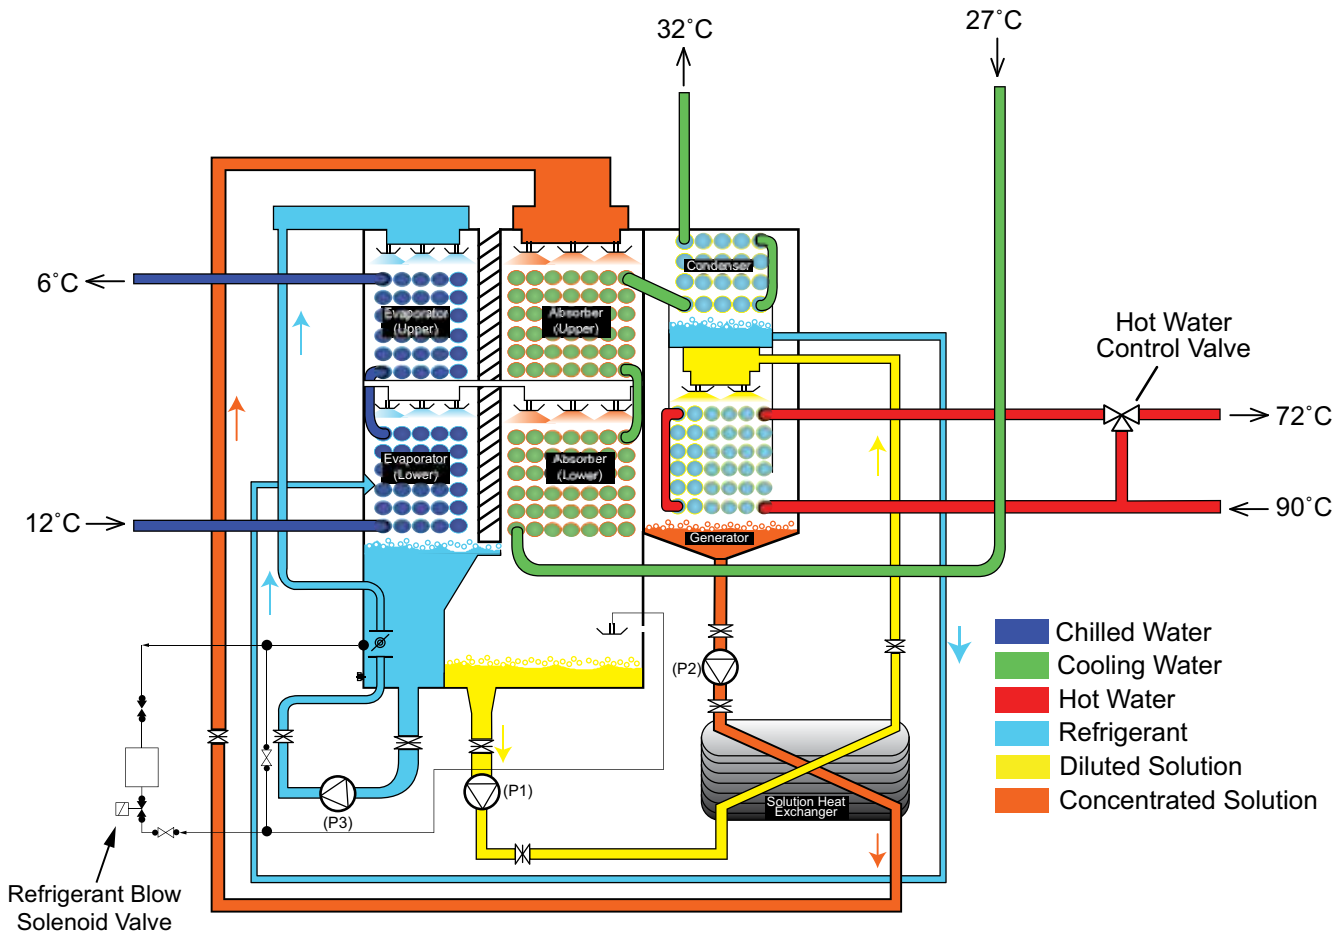 32˚C
27˚C
6˚C
Evaporator
(Upper)
Absorber
(Upper)
Condenser
Hot Water
Control Valve
72˚C
Evaporator
(Lower)
Absorber
(Lower)
12˚C
90˚C
Generator
(P2)
Chilled Water
Cooling Water
Hot Water
Refrigerant
Diluted Solution
Concentrated Solution
(P1)
(P3)
Solution Heat
Exchanger
Refrigerant Blow
Solenoid Valve